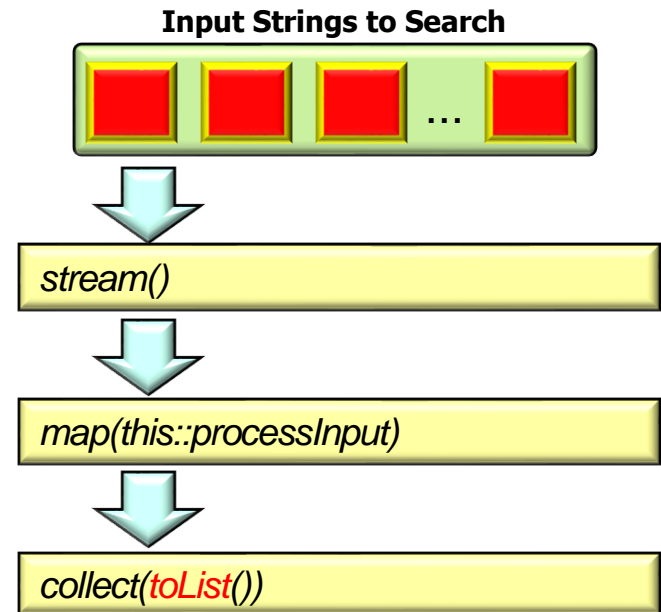 Input Strings to Search
...
stream()
map(this::processInput)
collect(toList())